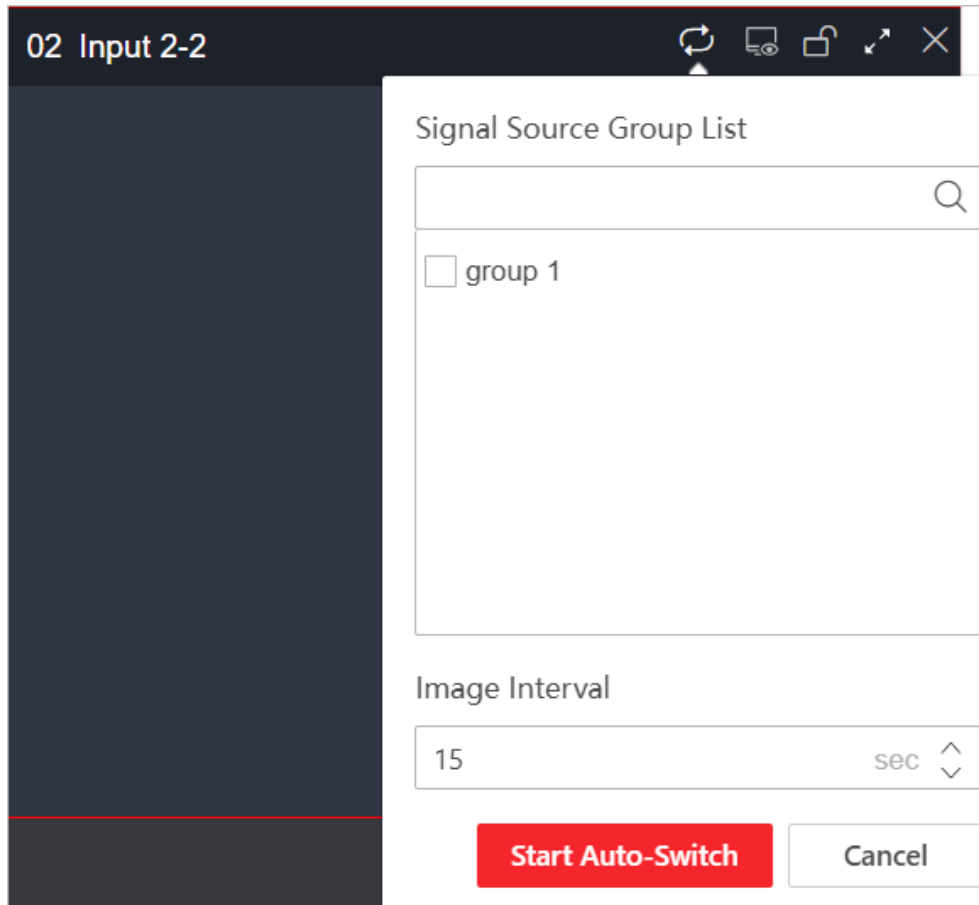 02 Input 2-2
Signal Source Group List
group 1
Image Interval
15 sec
Start Auto-Switch Cancel